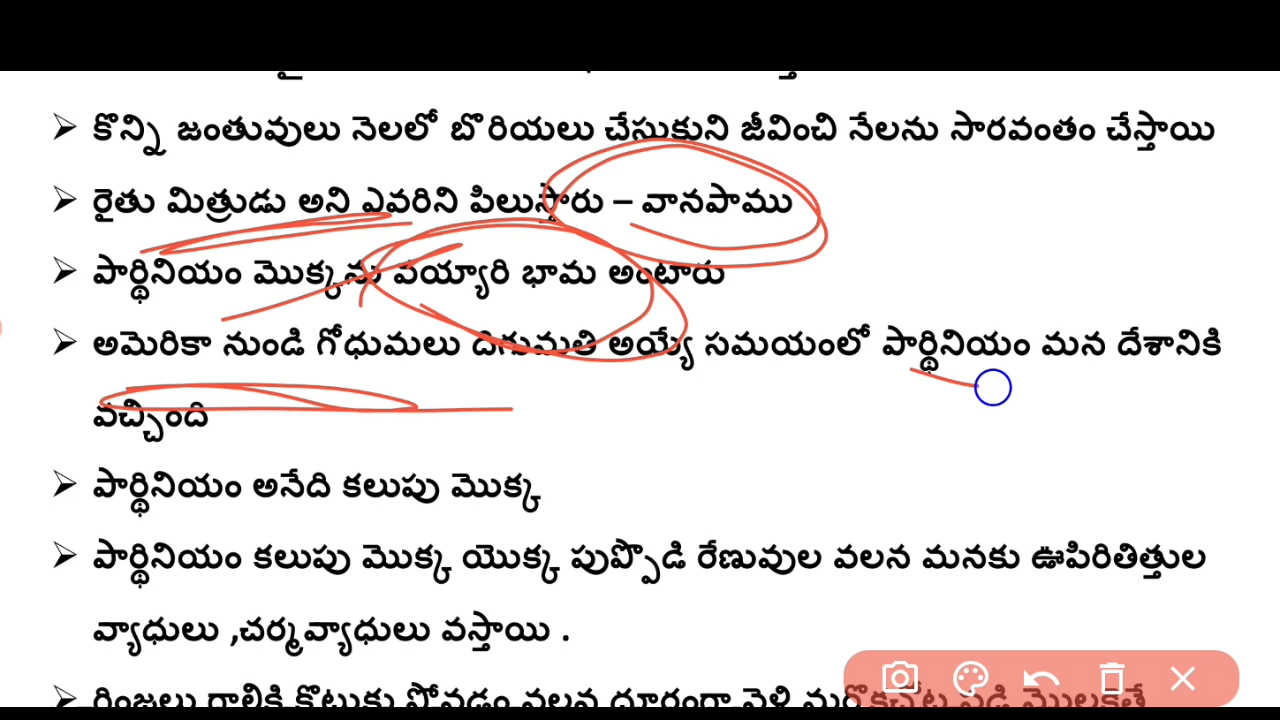 ➢ కొన్ని జంతువులు నెలలో బొరియలు చేసుకుని జీవించి నేలను సారవంతం చేస్తాయి
➢ రైతు మిత్రుడు అని ఎవరిని పిలుస్తారు – వానపాము
➢ పార్థినియం మొక్కను వయ్యారి భామ అంటారు
➢ అమెరికా నుండి గోధుమలు దిగుమతి అయ్యే సమయంలో పార్థినియం మన దేశానికి
వచ్చింది
➢ పార్థినియం అనేది కలుపు మొక్క
➢ పార్థినియం కలుపు మొక్క యొక్క పుప్పొడి రేణువుల వలన మనకు ఊపిరితిత్తుల
వ్యాధులు ,చర్మవ్యాధులు వస్తాయి .